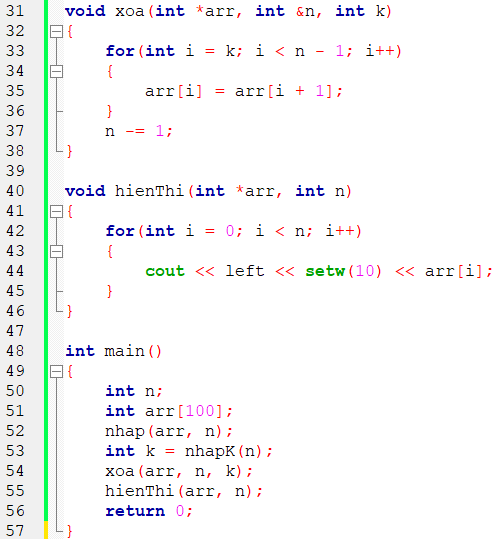 31 void xoa(int *arr, int &n, int k)
32 {
33     for(int i = k; i < n - 1; i++)
34     {
35         arr[i] = arr[i + 1];
36     }
37     n -= 1;
38 }
39
40 void hienThi(int *arr, int n)
41 {
42     for(int i = 0; i < n; i++)
43     {
44         cout << left << setw(10) << arr[i];
45     }
46 }
47
48 int main()
49 {
50     int n;
51     int arr[100];
52     nhap(arr, n);
53     int k = nhapK(n);
54     xoa(arr, n, k);
55     hienThi(arr, n);
56     return 0;
57 }